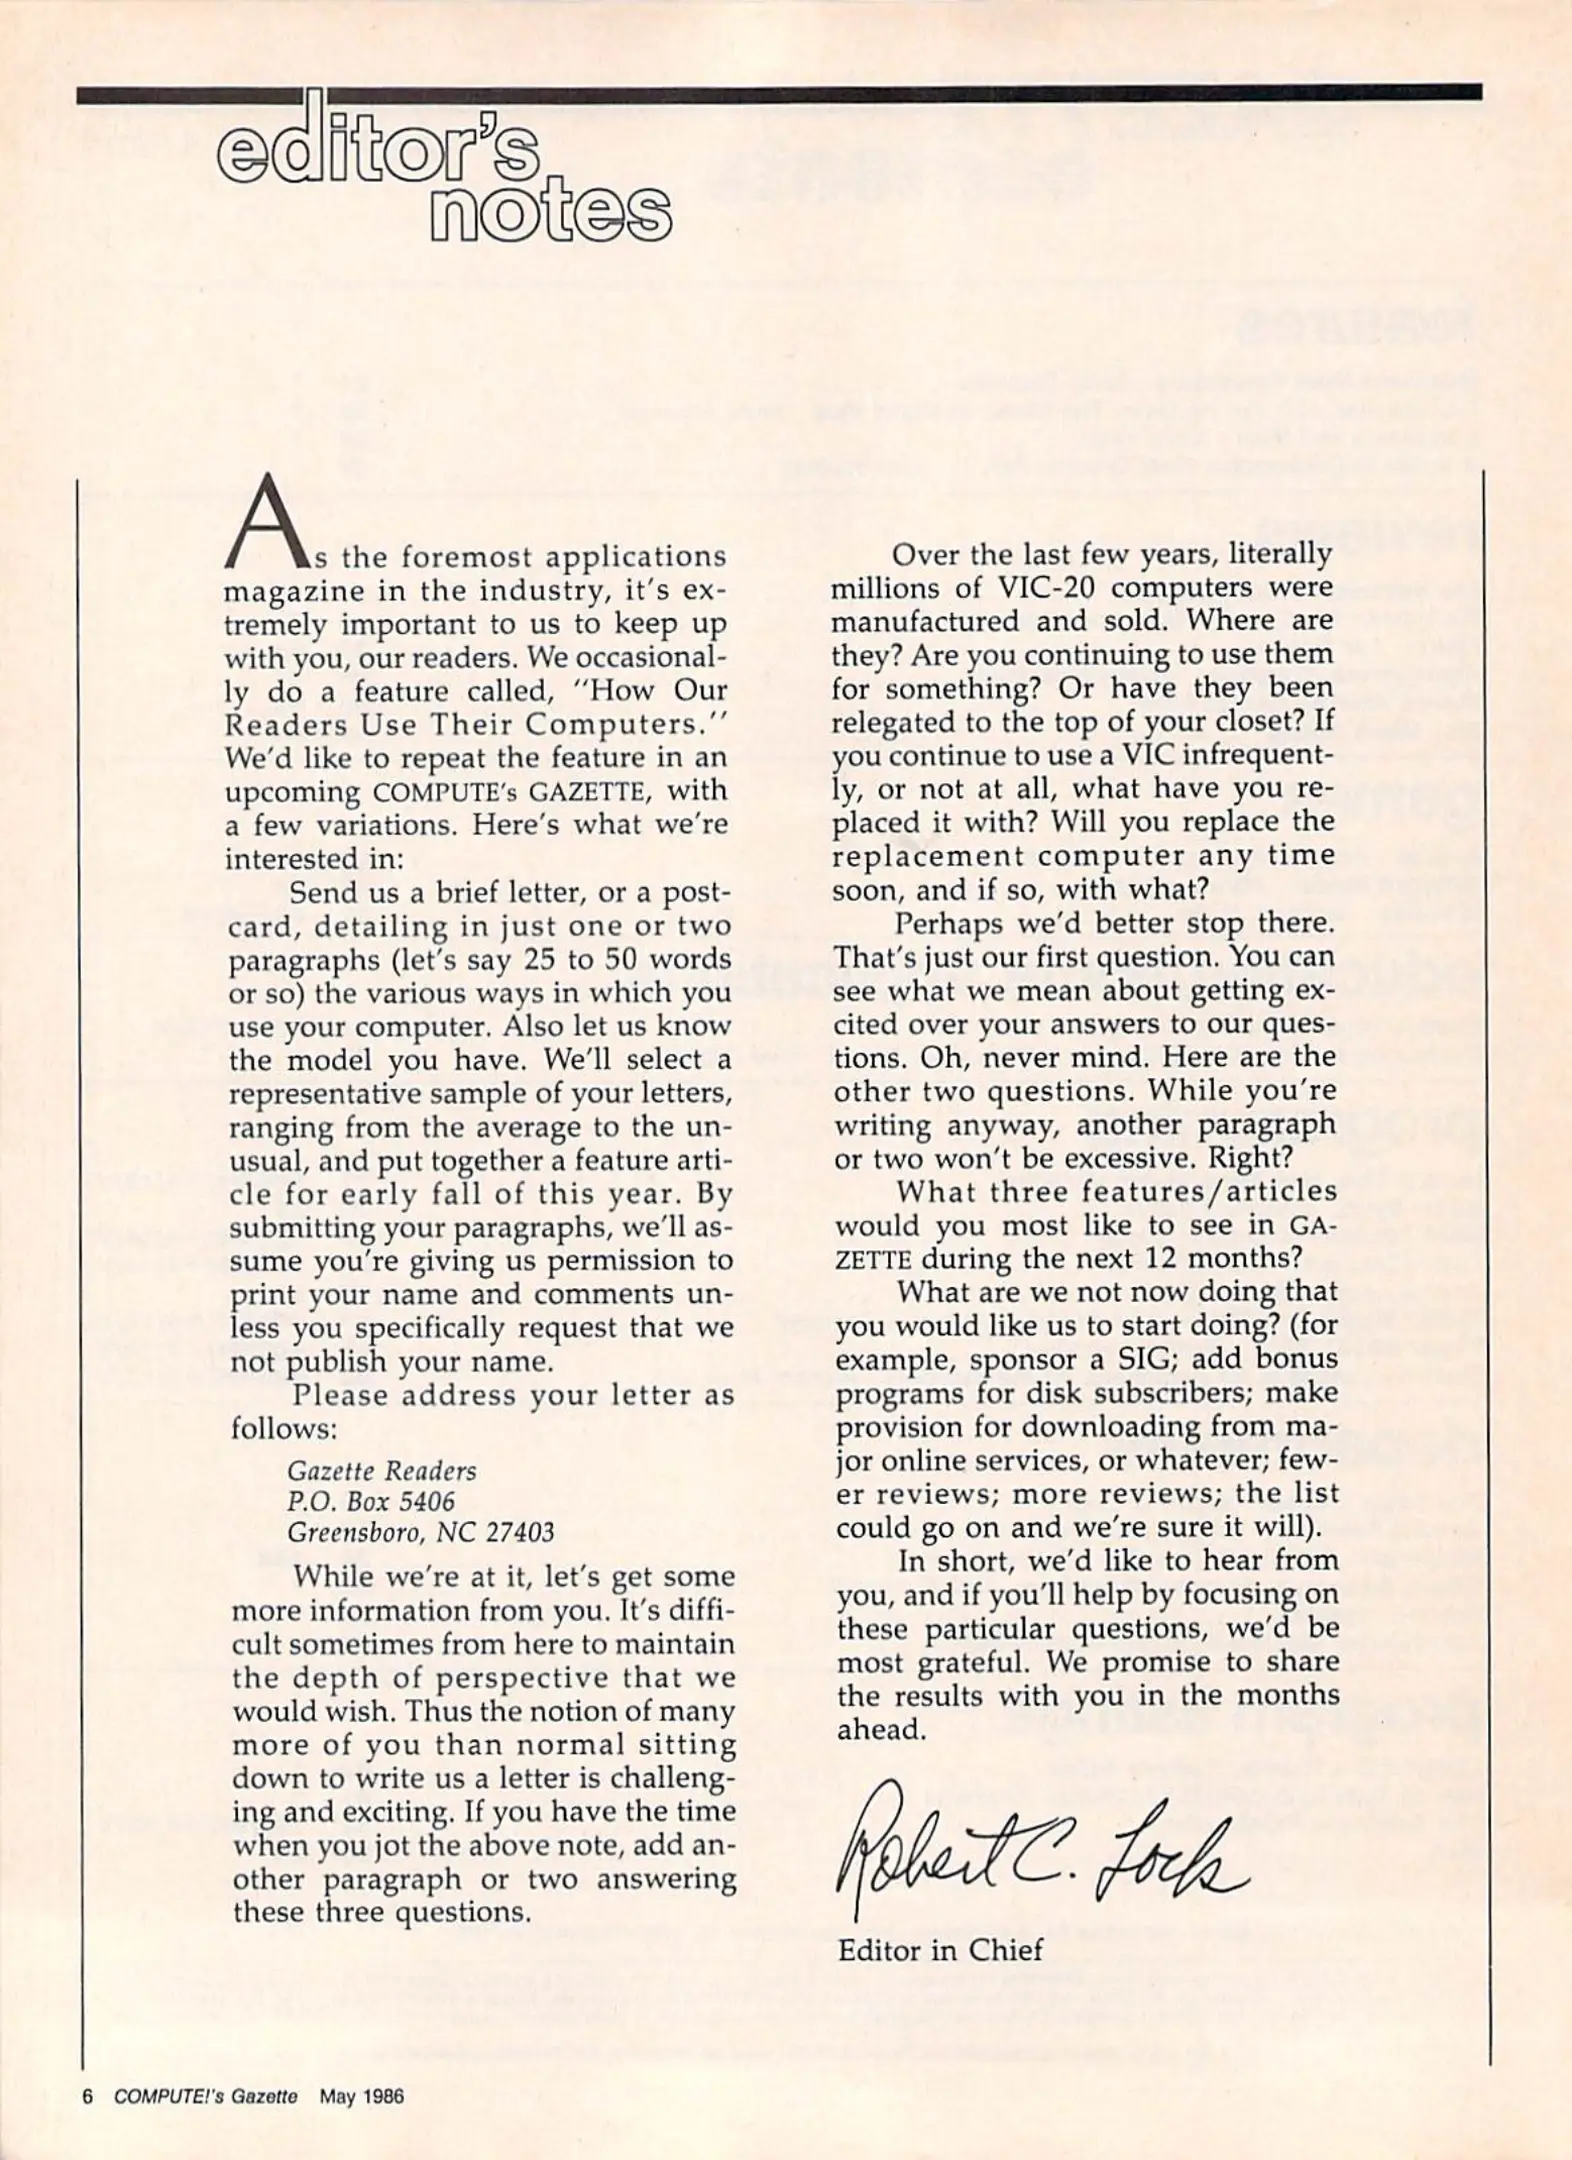 editor's
notes
As the foremost applications
magazine in the industry, it's ex-
tremely important to us to keep up
with you, our readers. We occasional-
ly do a feature called, "How Our
Readers Use Their Computers."
We'd like to repeat the feature in an
upcoming COMPUTE's GAZETTE, with
a few variations. Here's what we're
interested in:
Send us a brief letter, or a post-
card, detailing in just one or two
paragraphs (let's say 25 to 50 words
or so) the various ways in which you
use your computer. Also let us know
the model you have. We'll select a
representative sample of your letters,
ranging from the average to the un-
usual, and put together a feature arti-
cle for early fall of this year. By
submitting your paragraphs, we'll as-
sume you're giving us permission to
print your name and comments un-
less you specifically request that we
not publish your name.
Please address your letter as
follows:
Gazette Readers
P.O. Box 5406
Greensboro, NC 27403
While we're at it, let's get some
more information from you. It's diffi-
cult sometimes from here to maintain
the depth of perspective that we
would wish. Thus the notion of many
more of you than normal sitting
down to write us a letter is challeng-
ing and exciting. If you have the time
when you jot the above note, add an-
other paragraph or two answering
these three questions.
Over the last few years, literally
millions of VIC-20 computers were
manufactured and sold. Where are
they? Are you continuing to use them
for something? Or have they been
relegated to the top of your closet? If
you continue to use a VIC infrequent-
ly, or not at all, what have you re-
placed it with? Will you replace the
replacement computer any time
soon, and if so, with what?
Perhaps we'd better stop there.
That's just our first question. You can
see what we mean about getting ex-
cited over your answers to our ques-
tions. Oh, never mind. Here are the
other two questions. While you're
writing anyway, another paragraph
or two won't be excessive. Right?
What three features/articles
would you most like to see in GA-
ZETTE during the next 12 months?
What are we not now doing that
you would like us to start doing? (for
example, sponsor a SIG; add bonus
programs for disk subscribers; make
provision for downloading from ma-
jor online services, or whatever; few-
er reviews; more reviews; the list
could go on and we're sure it will).
In short, we'd like to hear from
you, and if you'll help by focusing on
these particular questions, we'd be
most grateful. We promise to share
the results with you in the months
ahead.
Robert C. Lock
Editor in Chief
6 COMPUTE!'s Gazette May 1986